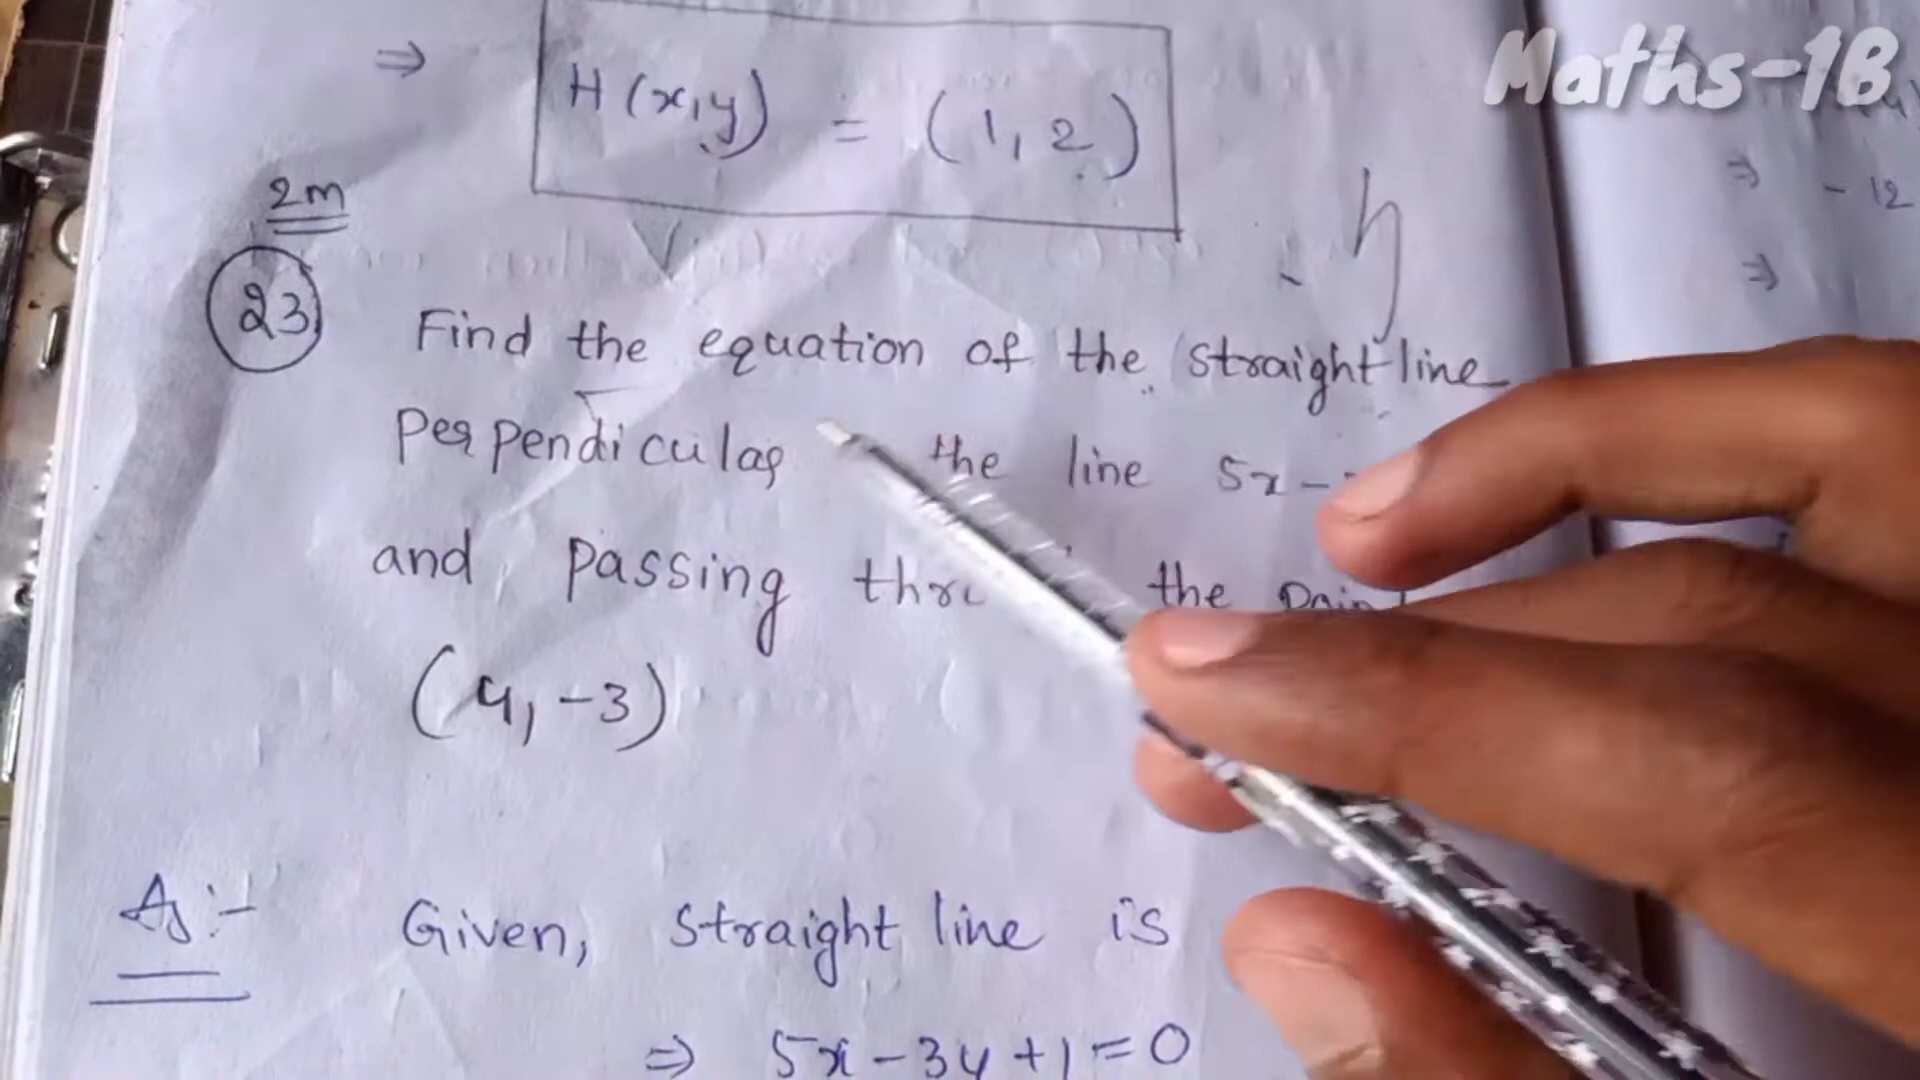 Maths-1B
⇒ H(x,y) = (1, 2)
⇒ - 12
⇒
2m
23 Find the equation of the straight line
perpendicular the line 5x-
and passing the
(4, -3)
As:- Given, straight line is
⇒ 5x-3y+1=0